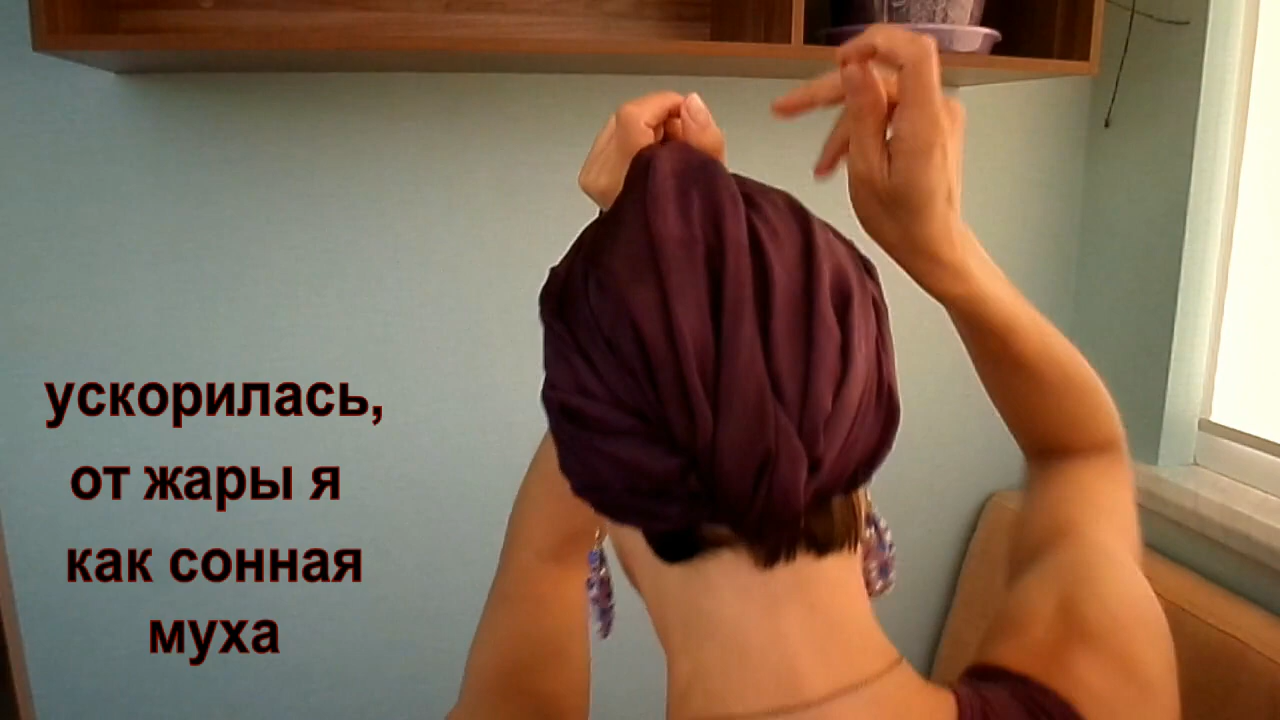 ускорилась,
от жары я
как сонная
муха